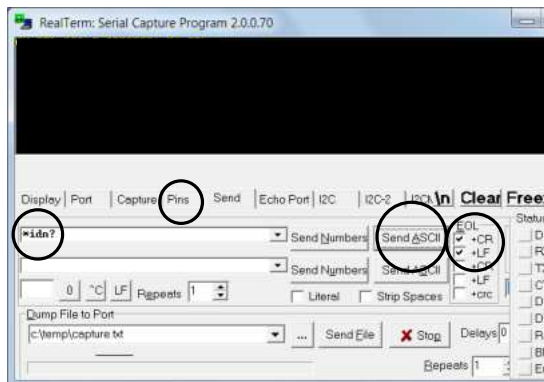 RealTerm: Serial Capture Program 2.0.0.70
Display Port Capture Pins Send Echo Port I2C I2C-2 \n Clear Freez
*idn? Send Numbers Send ASCII
EOL
+CR
+LF
Send Numbers
+CR
+LF
+crc
0 ^C LF Repeats 1 Literal Strip Spaces
Dump File to Port
c:\temp\capture.txt ... Send File Stop Delays 0
Repeats 1
Status